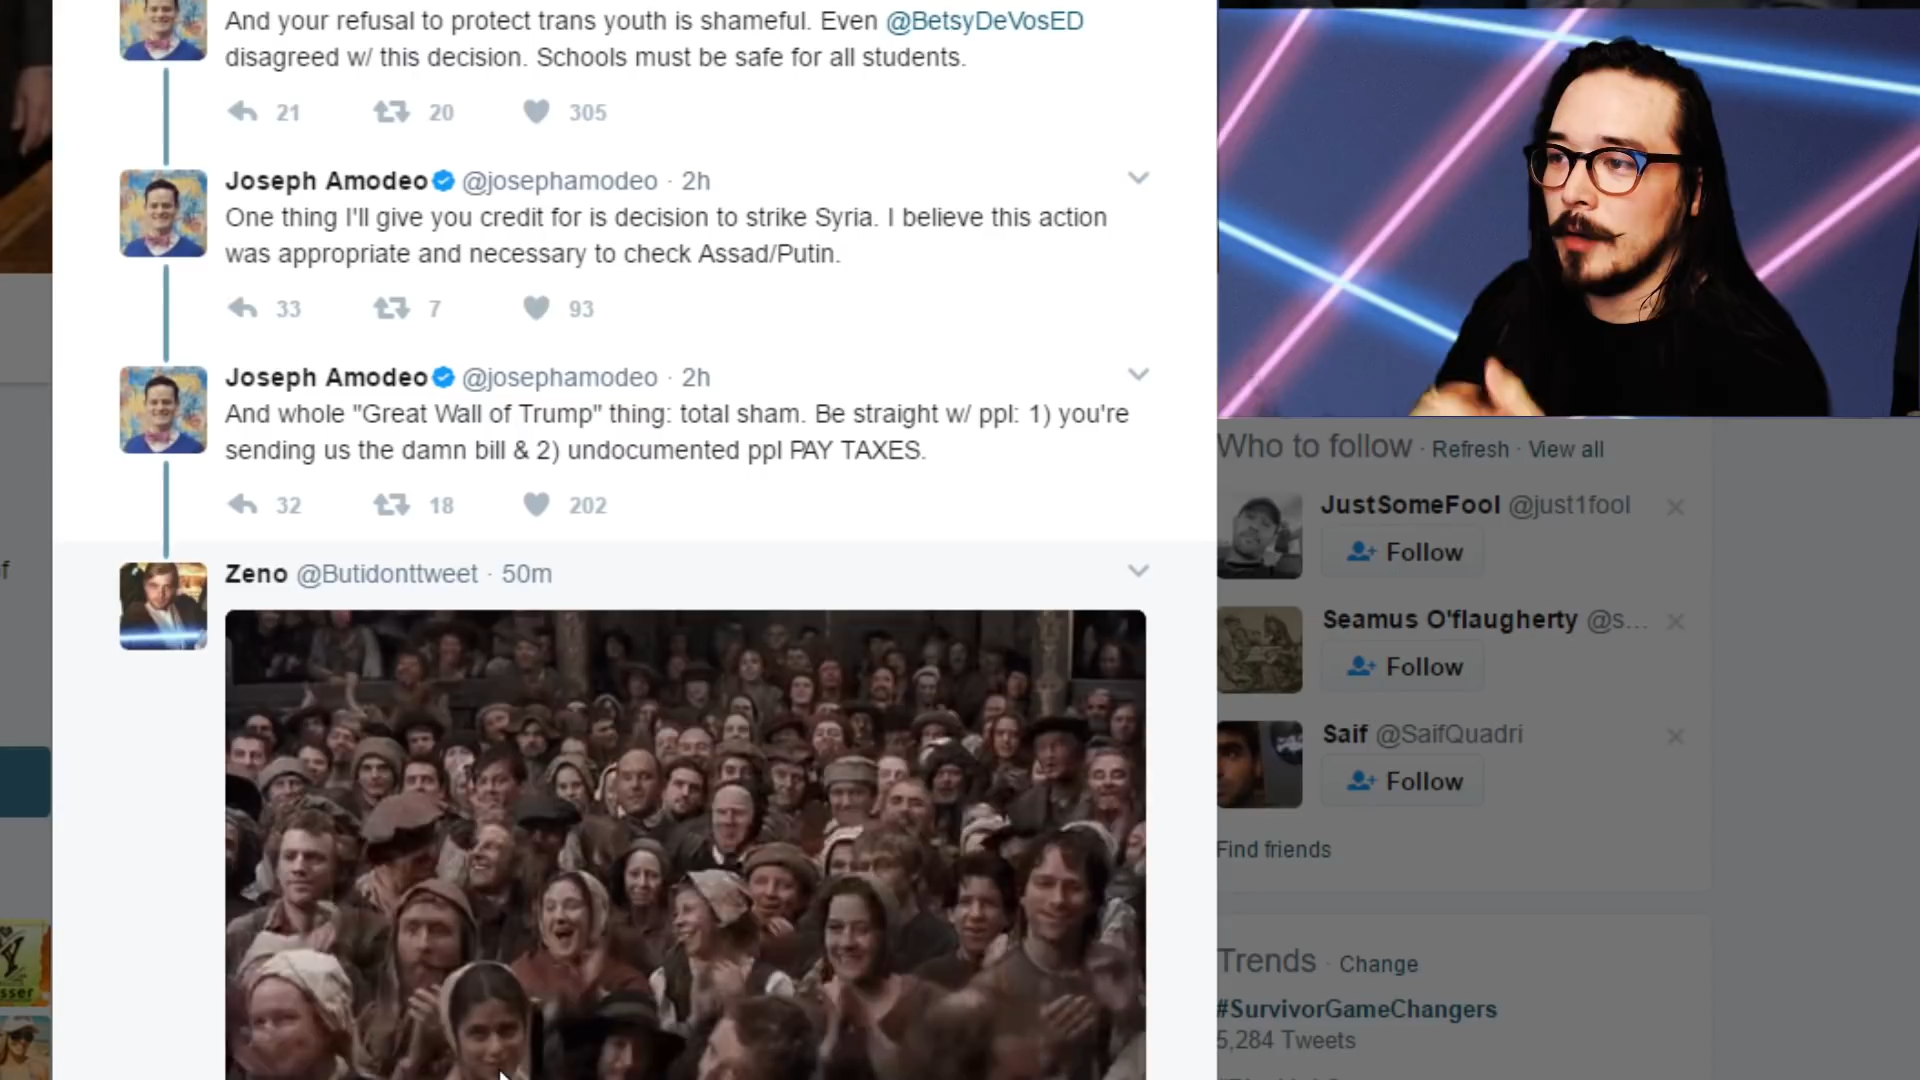 And your refusal to protect trans youth is shameful. Even @BetsyDeVosED
disagreed w/ this decision. Schools must be safe for all students.
21 20 305
Joseph Amodeo @josephamodeo · 2h
One thing I'll give you credit for is decision to strike Syria. I believe this action
was appropriate and necessary to check Assad/Putin.
33 7 93
Joseph Amodeo @josephamodeo · 2h
And whole "Great Wall of Trump" thing: total sham. Be straight w/ ppl: 1) you're
sending us the damn bill & 2) undocumented ppl PAY TAXES.
32 18 202
Zeno @Butidonttweet · 50m
Who to follow · Refresh · View all
JustSomeFool @just1fool
Follow
Seamus O'flaugherty @s...
Follow
Saif @SaifQuadri
Follow
Find friends
Trends · Change
#SurvivorGameChangers
5,284 Tweets